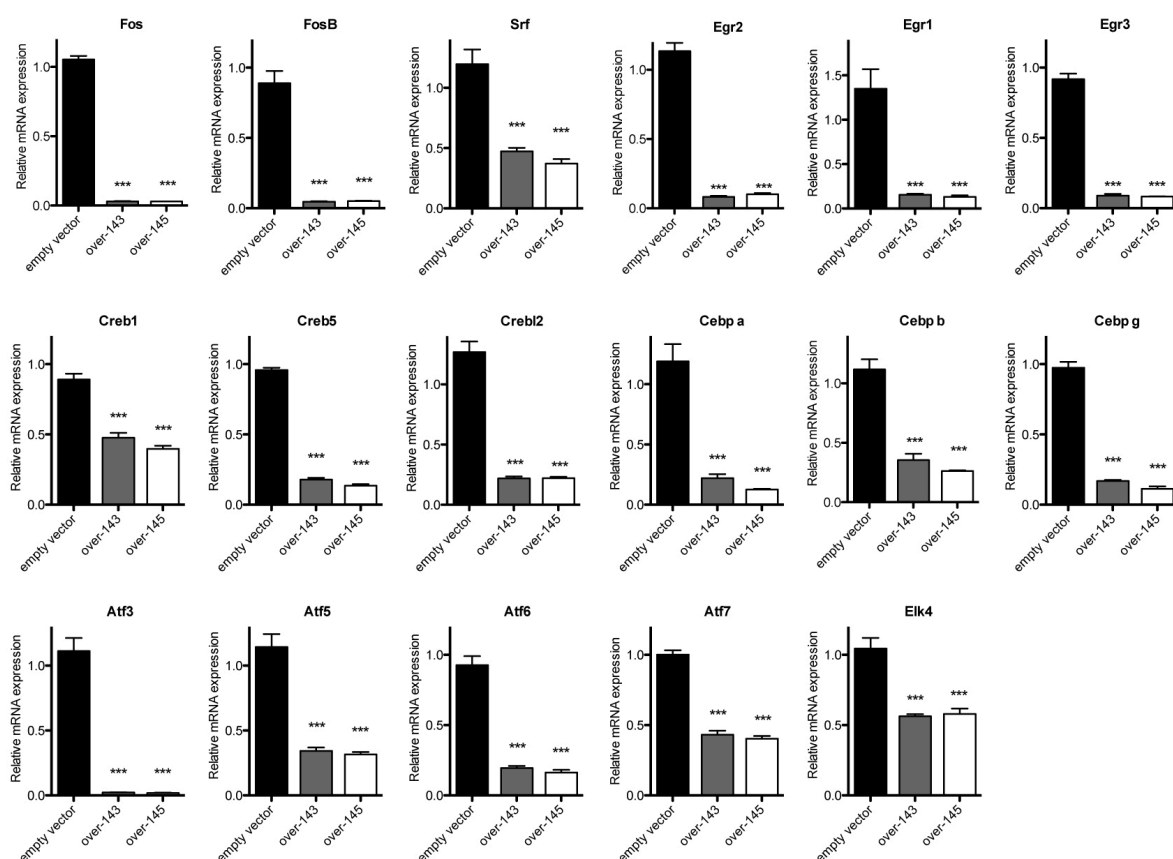 Fos
FosB
Srf
Egr2
Egr1
Egr3
Relative mRNA expression
1.0
0.5
0.0
***
***
empty vector
over-143
over-145
Relative mRNA expression
1.0
0.5
0.0
***
***
empty vector
over-143
over-145
Relative mRNA expression
1.0
0.5
0.0
***
***
empty vector
over-143
over-145
Relative mRNA expression
1.0
0.5
0.0
***
***
empty vector
over-143
over-145
Relative mRNA expression
1.5
1.0
0.5
0.0
***
***
empty vector
over-143
over-145
Relative mRNA expression
1.0
0.5
0.0
***
***
empty vector
over-143
over-145
Creb1
Creb5
Crebl2
Cebp a
Cebp b
Cebp g
Relative mRNA expression
1.0
0.5
0.0
***
***
empty vector
over-143
over-145
Relative mRNA expression
1.0
0.5
0.0
***
***
empty vector
over-143
over-145
Relative mRNA expression
1.0
0.5
0.0
***
***
empty vector
over-143
over-145
Relative mRNA expression
1.0
0.5
0.0
***
***
empty vector
over-143
over-145
Relative mRNA expression
1.0
0.5
0.0
***
***
empty vector
over-143
over-145
Relative mRNA expression
1.0
0.5
0.0
***
***
empty vector
over-143
over-145
Atf3
Atf5
Atf6
Atf7
Elk4
Relative mRNA expression
1.0
0.5
0.0
***
***
empty vector
over-143
over-145
Relative mRNA expression
1.0
0.5
0.0
***
***
empty vector
over-143
over-145
Relative mRNA expression
1.0
0.5
0.0
***
***
empty vector
over-143
over-145
Relative mRNA expression
1.0
0.5
0.0
***
***
empty vector
over-143
over-145
Relative mRNA expression
1.0
0.5
0.0
***
***
empty vector
over-143
over-145